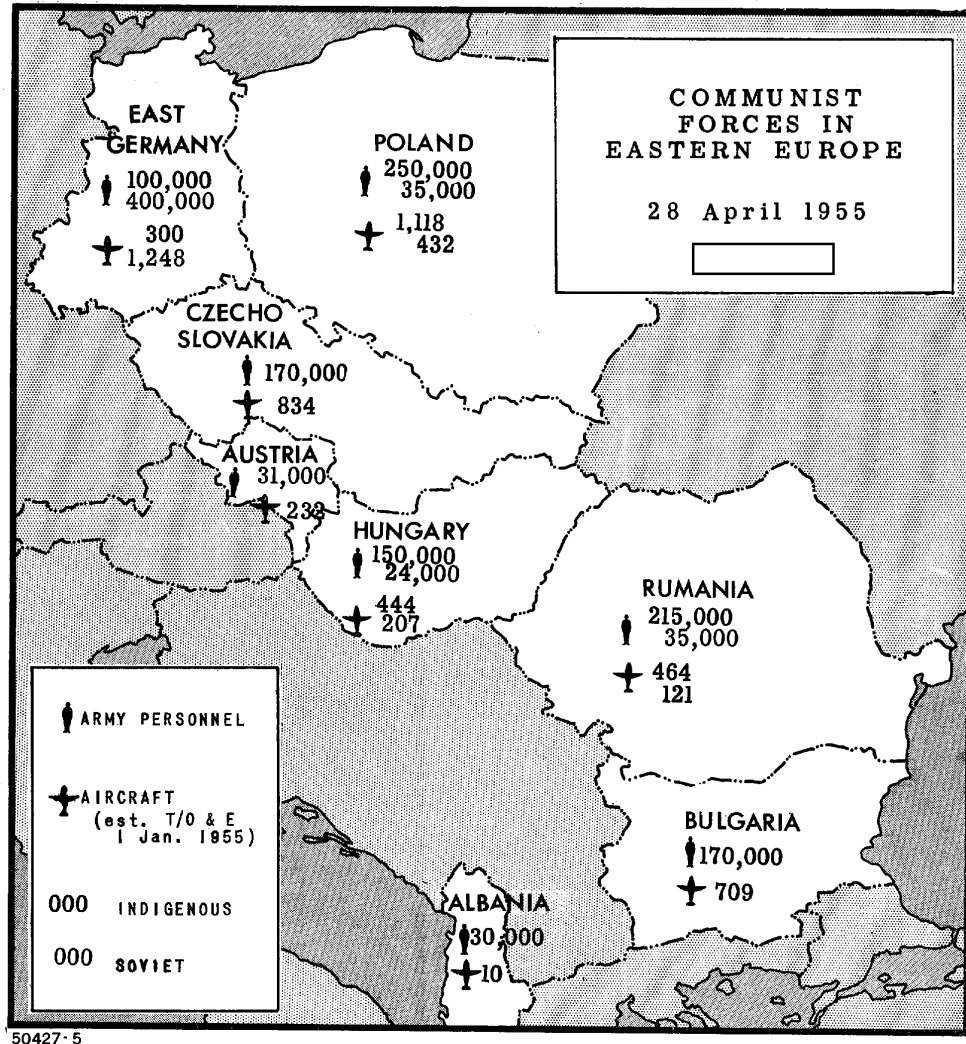 COMMUNIST
FORCES IN
EASTERN EUROPE
28 April 1955
EAST
GERMANY
100,000
400,000
300
1,248
POLAND
250,000
35,000
1,118
432
CZECHO
SLOVAKIA
170,000
834
AUSTRIA
31,000
233
HUNGARY
150,000
24,000
444
207
RUMANIA
215,000
35,000
464
121
BULGARIA
170,000
709
ALBANIA
30,000
10
ARMY PERSONNEL
AIRCRAFT
(est. T/O & E
1 Jan. 1955)
000 INDIGENOUS
000 SOVIET
50427-5